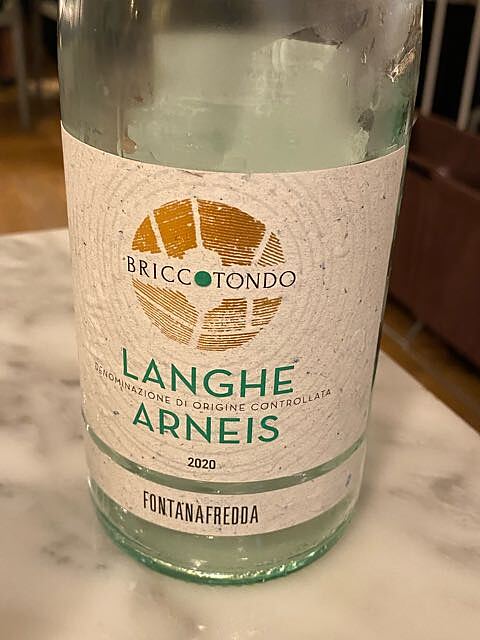 BRICCOTONDO
LANGHE
DENOMINAZIONE DI ORIGINE CONTROLLATA
ARNEIS
2020
FONTANAFREDDA